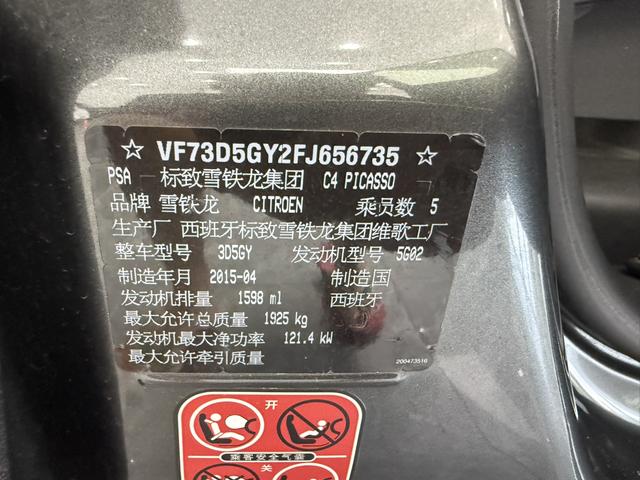 ☆ VF73D5GY2FJ656735 ☆
PSA — 标致雪铁龙集团 C4 PICASSO
品牌 雪铁龙 CITROEN 乘员数 5
生产厂 西班牙标致雪铁龙集团维歌工厂
整车型号 3D5GY 发动机型号 5G02
制造年月 2015-04 制造国
发动机排量 1598 ml 西班牙
最大允许总质量 1925 kg
发动机最大净功率 121.4 kW
最大允许牵引质量 200473516
开
乘客安全气囊
关